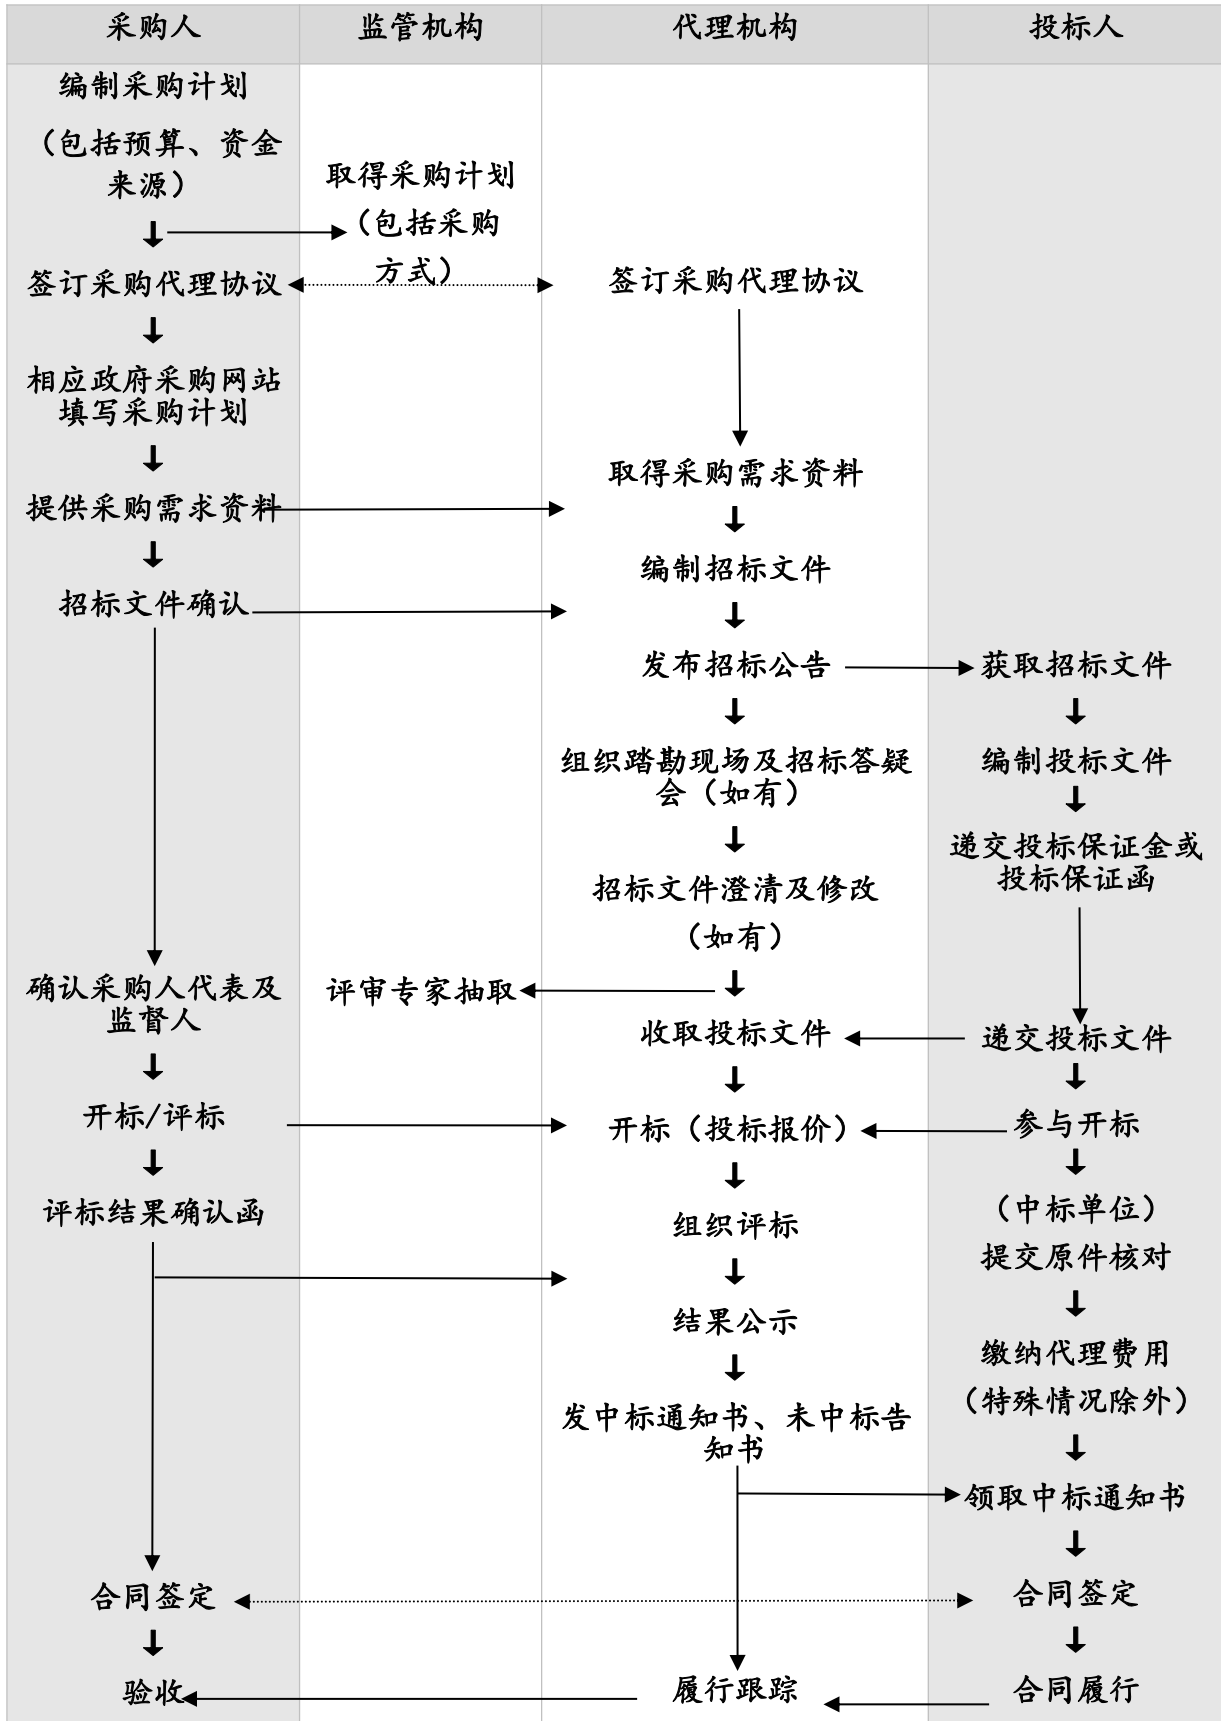 采购人
监管机构
代理机构
投标人
编制采购计划
（包括预算、资金
来源）
签订采购代理协议
相应政府采购网站
填写采购计划
提供采购需求资料
招标文件确认
确认采购人代表及
监督人
开标/评标
评标结果确认函
合同签定
验收
取得采购计划
（包括采购
方式）
评审专家抽取
签订采购代理协议
取得采购需求资料
编制招标文件
发布招标公告
组织踏勘现场及招标答疑
会（如有）
招标文件澄清及修改
（如有）
收取投标文件
开标（投标报价）
组织评标
结果公示
发中标通知书、未中标告
知书
履行跟踪
获取招标文件
编制投标文件
递交投标保证金或
投标保证函
递交投标文件
参与开标
（中标单位）
提交原件核对
缴纳代理费用
（特殊情况除外）
领取中标通知书
合同签定
合同履行